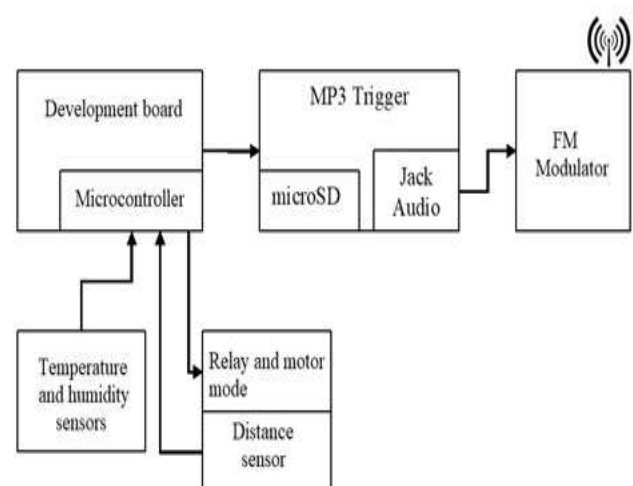 Development board
Microcontroller
MP3 Trigger
microSD
Jack
Audio
FM
Modulator
Temperature
and humidity
sensors
Relay and motor
mode
Distance
sensor